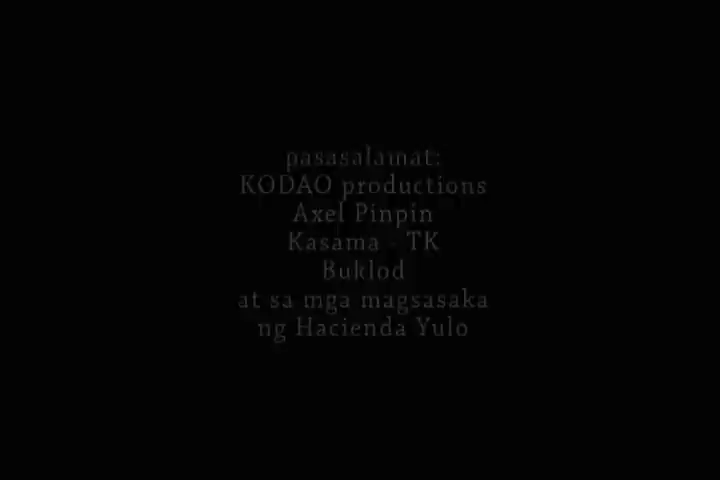 pasasalamat:
KODAO productions
Axel Pinpin
Kasama - TK
Buklod
at sa mga magsasaka
ng Hacienda Yulo